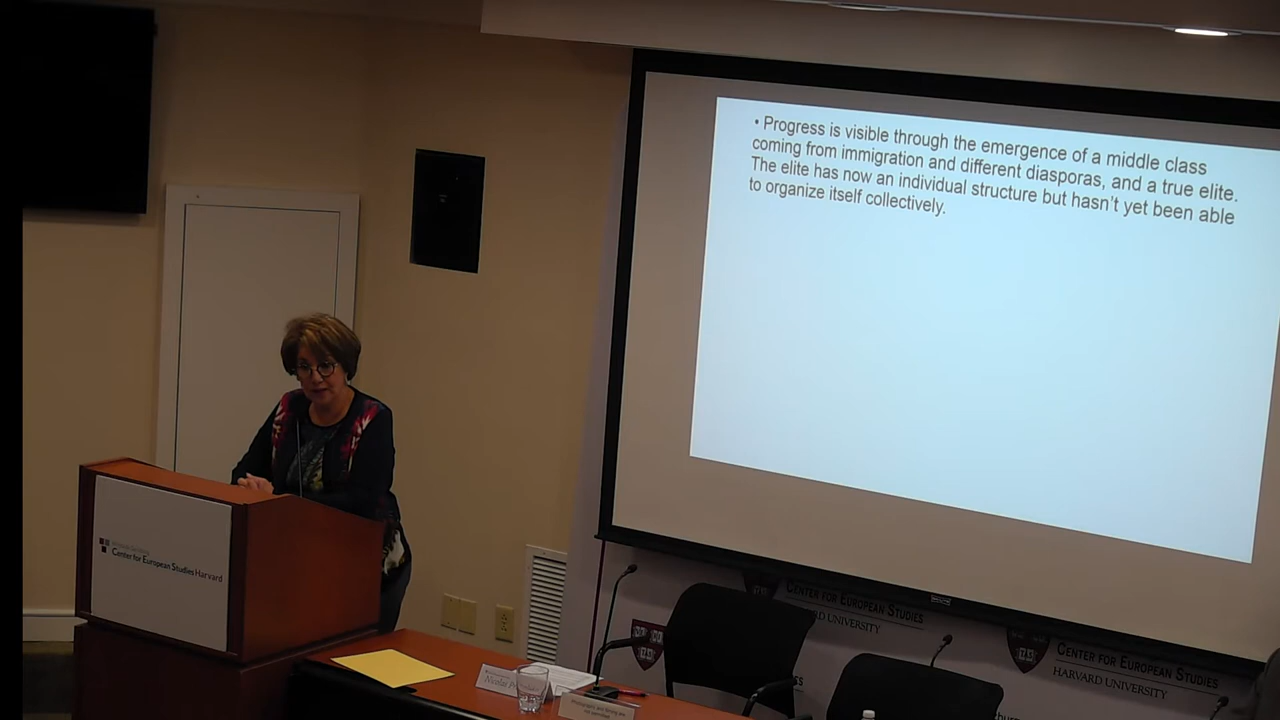 • Progress is visible through the emergence of a middle class
coming from immigration and different diasporas, and a true elite.
The elite has now an individual structure but hasn't yet been able
to organize itself collectively.
Center for European Studies Harvard
CENTER FOR EUROPEAN STUDIES
RD UNIVERSITY
CENTER FOR EUROPEAN STUDIES
HARVARD UNIVERSITY
Nicolas